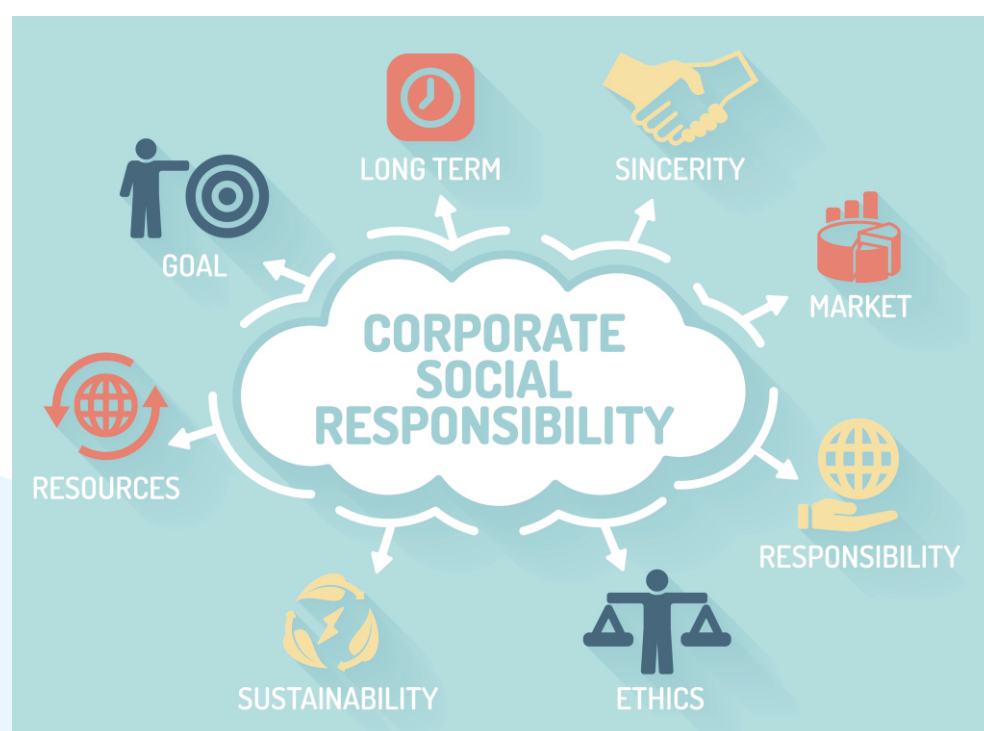 LONG TERM
SINCERITY
GOAL
MARKET
CORPORATE
SOCIAL
RESPONSIBILITY
RESOURCES
RESPONSIBILITY
SUSTAINABILITY
ETHICS